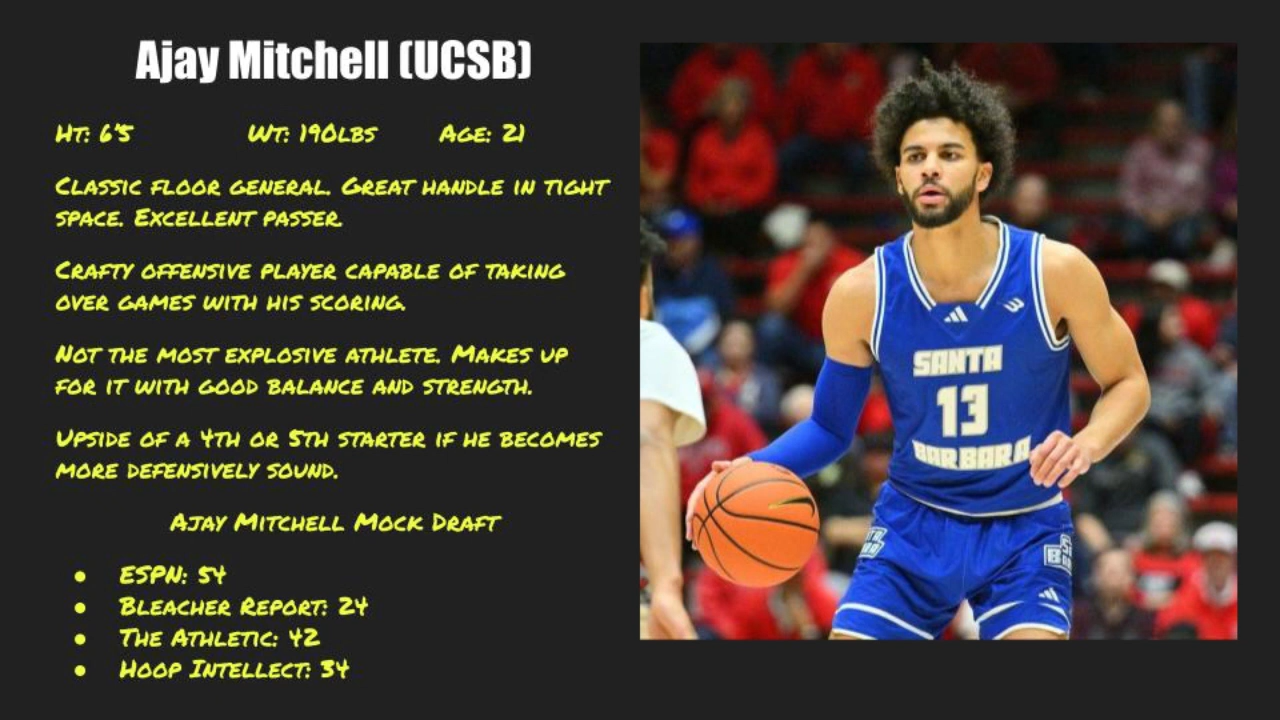 Ajay Mitchell (UCSB)
Ht: 6'5 Wt: 190lbs Age: 21
Classic floor general. Great handle in tight
space. Excellent passer.
Crafty offensive player capable of taking
over games with his scoring.
Not the most explosive athlete. Makes up
for it with good balance and strength.
Upside of a 4th or 5th starter if he becomes
more defensively sound.
Ajay Mitchell Mock Draft
● ESPN: 54
● Bleacher Report: 24
● The Athletic: 42
● Hoop Intellect: 34
SANTA
13
BARBARA